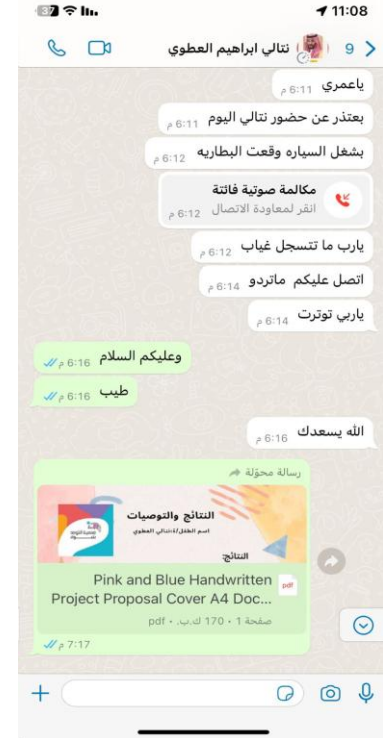 11:08
37
9
نتالي ابراهيم العطوي
ياعمري 6:11 م
بعتذر عن حضور نتالي اليوم 6:11 م
بشغل السياره وقعت البطاريه 6:12 م
مكالمة صوتية فائتة
انقر لمعاودة الاتصال 6:12 م
يارب ما تتسجل غياب 6:12 م
اتصل عليكم ماتردو 6:14 م
ياربي توترت 6:14 م
وعليكم السلام 6:16 م
طيب 6:16 م
الله يسعدك 6:16 م
رسالة محوّلة
النتائج والتوصيات
اسم الطفل/ة:نتالي العطوي
النتائج:
Pink and Blue Handwritten
Project Proposal Cover A4 Doc...
pdf
صفحة 1 • 170 ك.ب. • pdf
7:17 م